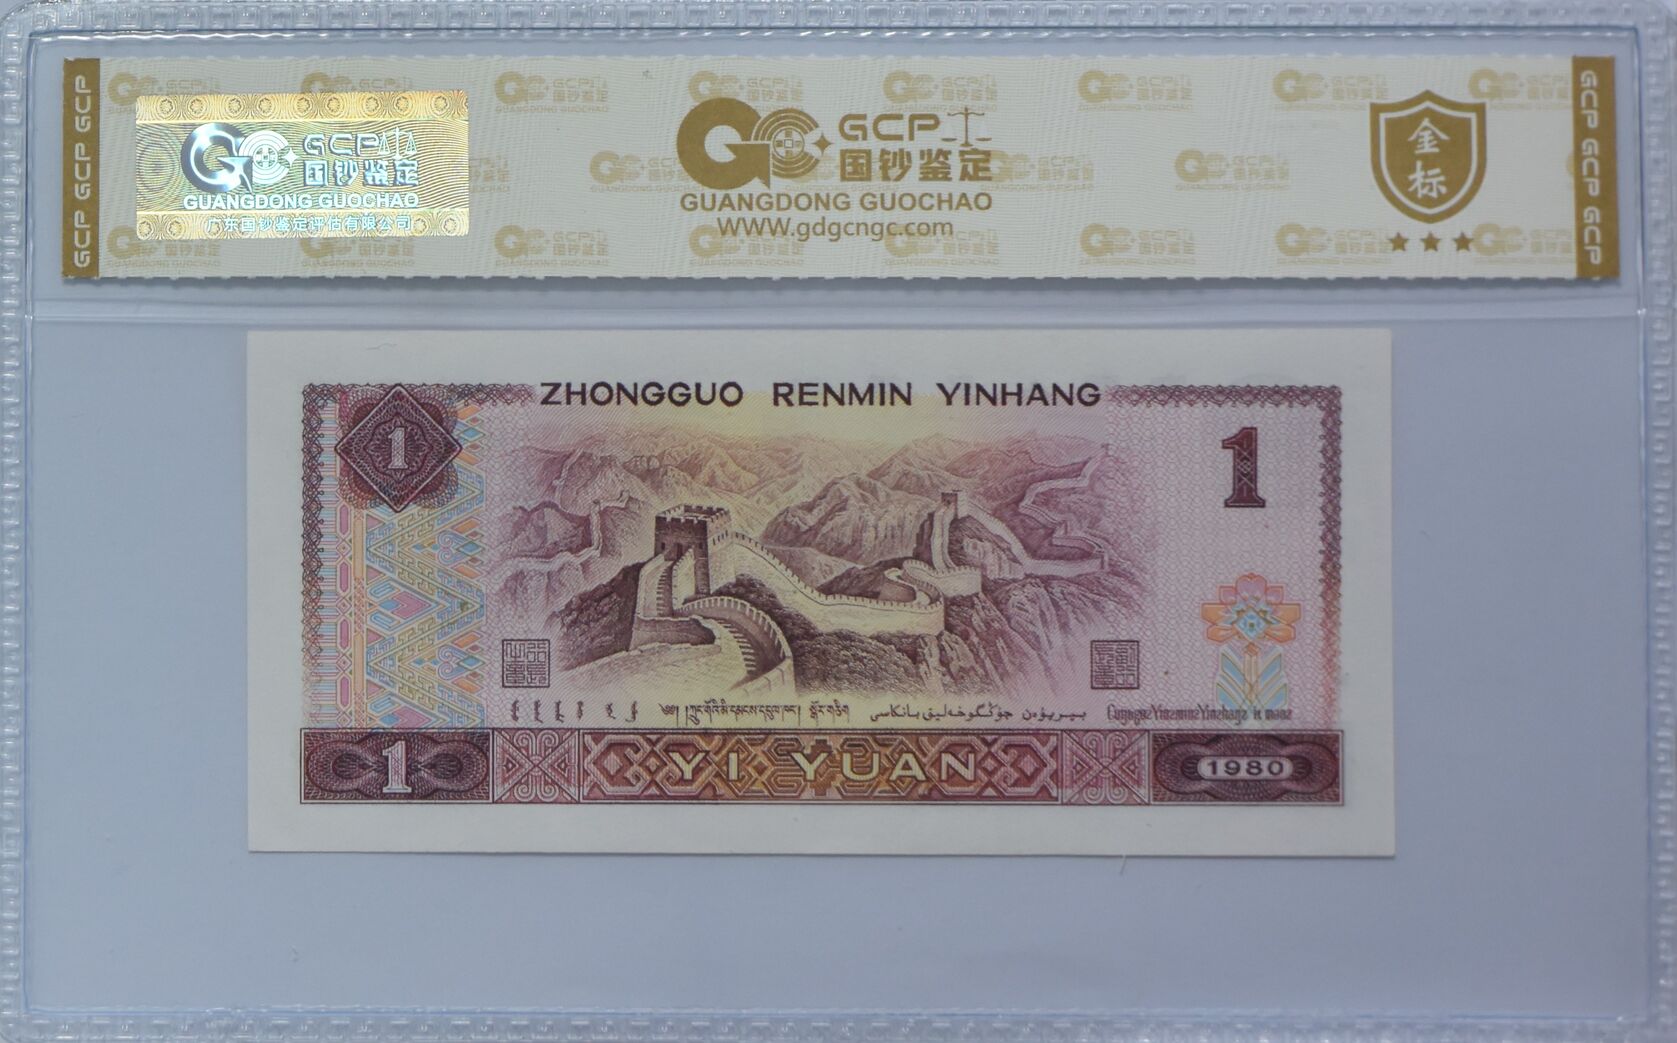 GCP GCP GCP
GCP
国钞鉴定
GUANGDONG GUOCHAO
广东国钞鉴定评估有限公司
GCP
国钞鉴定
GUANGDONG GUOCHAO
WWW.gdgcngc.com
金标
GCP GCP GCP
ZHONGGUO RENMIN YINHANG
1
1
1
YI YUAN
1980